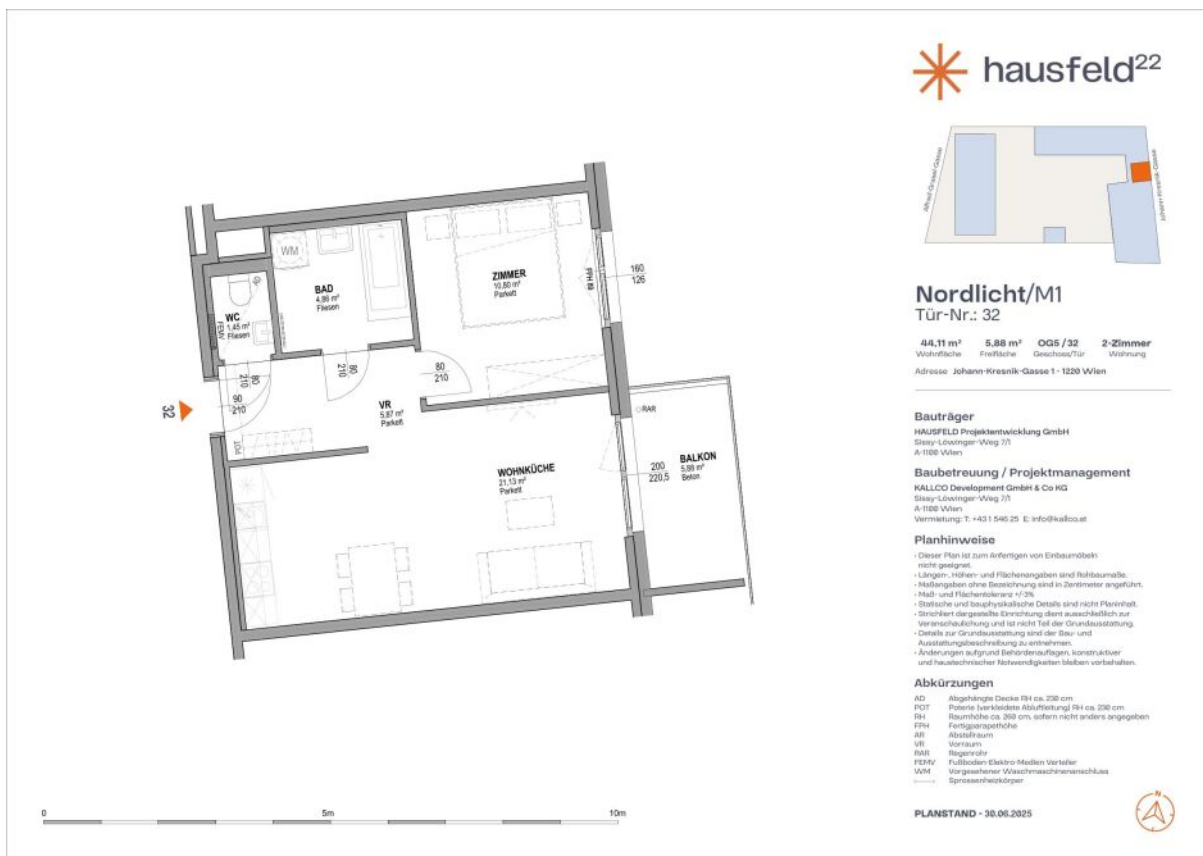 hausfeld²²
Alfred-Grissel-Gasse
Johann-Kresnik-Gasse
Nordlicht/M1
Tür-Nr.: 32
44,11 m² 5,88 m² OG5 / 32 2-Zimmer
Wohnfläche Freifläche Geschoss/Tür Wohnung
Adresse Johann-Kresnik-Gasse 1 - 1220 Wien
Bauträger
HAUSFELD Projektentwicklung GmbH
Sissy-Löwinger-Weg 7/1
A-1100 Wien
Baubetreuung / Projektmanagement
KALLCO Development GmbH & Co KG
Sissy-Löwinger-Weg 7/1
A-1100 Wien
Vermietung: T: +43 1 546 25 E: info@kallco.at
Planhinweise
- Dieser Plan ist zum Anfertigen von Einbaumöbeln
nicht geeignet.
- Längen-, Höhen- und Flächenangaben sind Rohbaumaße.
- Maßangaben ohne Bezeichnung sind in Zentimeter angeführt.
- Maß- und Flächentoleranz +/-3%
- Statische und bauphysikalische Details sind nicht Planinhalt.
- Strichliert dargestellte Einrichtung dient ausschließlich zur
Veranschaulichung und ist nicht Teil der Grundausstattung.
- Details zur Grundausstattung sind der Bau- und
Ausstattungsbeschreibung zu entnehmen.
- Änderungen aufgrund Behördenauflagen, konstruktiver
und haustechnischer Notwendigkeiten bleiben vorbehalten.
Abkürzungen
AD Abgehängte Decke RH ca. 230 cm
POT Poterie (verkleidete Abluftleitung) RH ca. 230 cm
RH Raumhöhe ca. 260 cm, sofern nicht anders angegeben
FPH Fertigparapethöhe
AR Abstellraum
VR Vorraum
RAR Regenrohr
FEMV Fußboden-Elektro-Medien Verteiler
WM Vorgesehener Waschmaschinenanschluss
Sprossenheizkörper
PLANSTAND - 30.06.2025
N
WM
BAD
4,86 m²
Fliesen
ZIMMER
10,80 m²
Parkett
FPH 89
160
126
WC
1,45 m²
Fliesen
FEMV
80
210
80
210
80
210
90
210
32
VR
5,87 m²
Parkett
WOHNKÜCHE
21,13 m²
Parkett
RAR
200
220,5
BALKON
5,88 m²
Beton
0 5m 10m